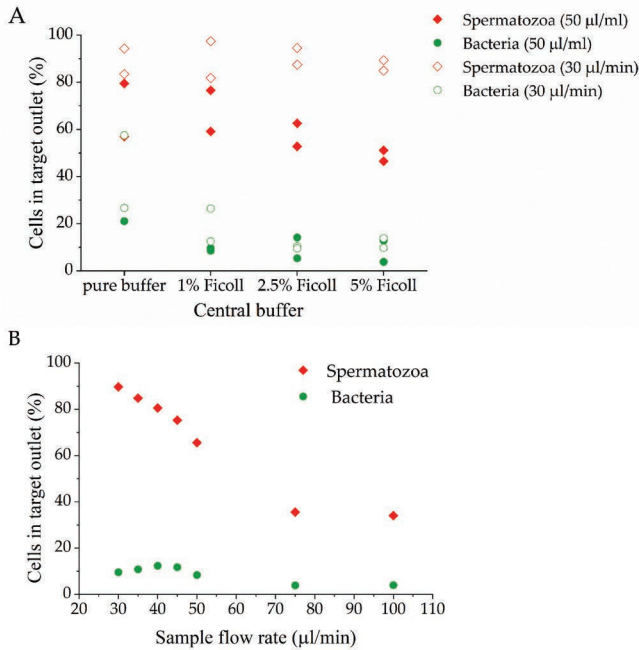 A
Cells in target outlet (%)
100
80
60
40
20
0
pure buffer 1% Ficoll 2.5% Ficoll 5% Ficoll
Central buffer
Spermatozoa (50 µl/ml)
Bacteria (50 µl/ml)
Spermatozoa (30 µl/min)
Bacteria (30 µl/min)
B
Cells in target outlet (%)
100
80
60
40
20
0
20 30 40 50 60 70 80 90 100 110
Sample flow rate (µl/min)
Spermatozoa
Bacteria